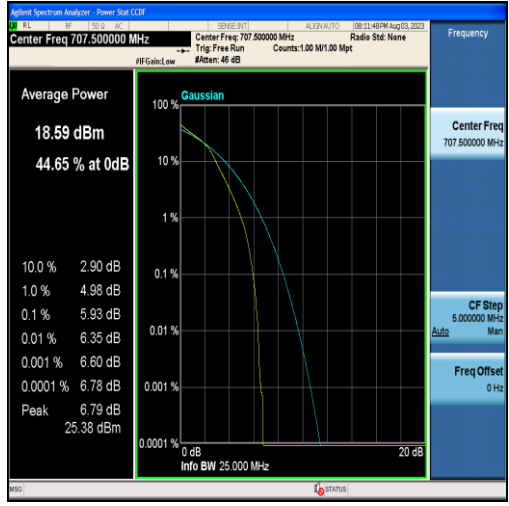 Agilent Spectrum Analyzer - Power Stat CCDF
RL RF 50 Ω AC SENSE:INT ALIGN AUTO 08:11:48 PM Aug 03, 2023
Center Freq 707.500000 MHz
Center Freq: 707.500000 MHz Radio Std: None
Trig: Free Run Counts:1.00 M/1.00 Mpt
#IFGain:Low #Atten: 46 dB
Frequency
Average Power
18.59 dBm
44.65 % at 0dB
10.0 % 2.90 dB
1.0 % 4.98 dB
0.1 % 5.93 dB
0.01 % 6.35 dB
0.001 % 6.60 dB
0.0001 % 6.78 dB
Peak 6.79 dB
25.38 dBm
Gaussian
100 %
10 %
1 %
0.1 %
0.01 %
0.001 %
0.0001 %
0 dB 20 dB
Info BW 25.000 MHz
Center Freq
707.500000 MHz
CF Step
5.000000 MHz
Auto Man
Freq Offset
0 Hz
MSG STATUS